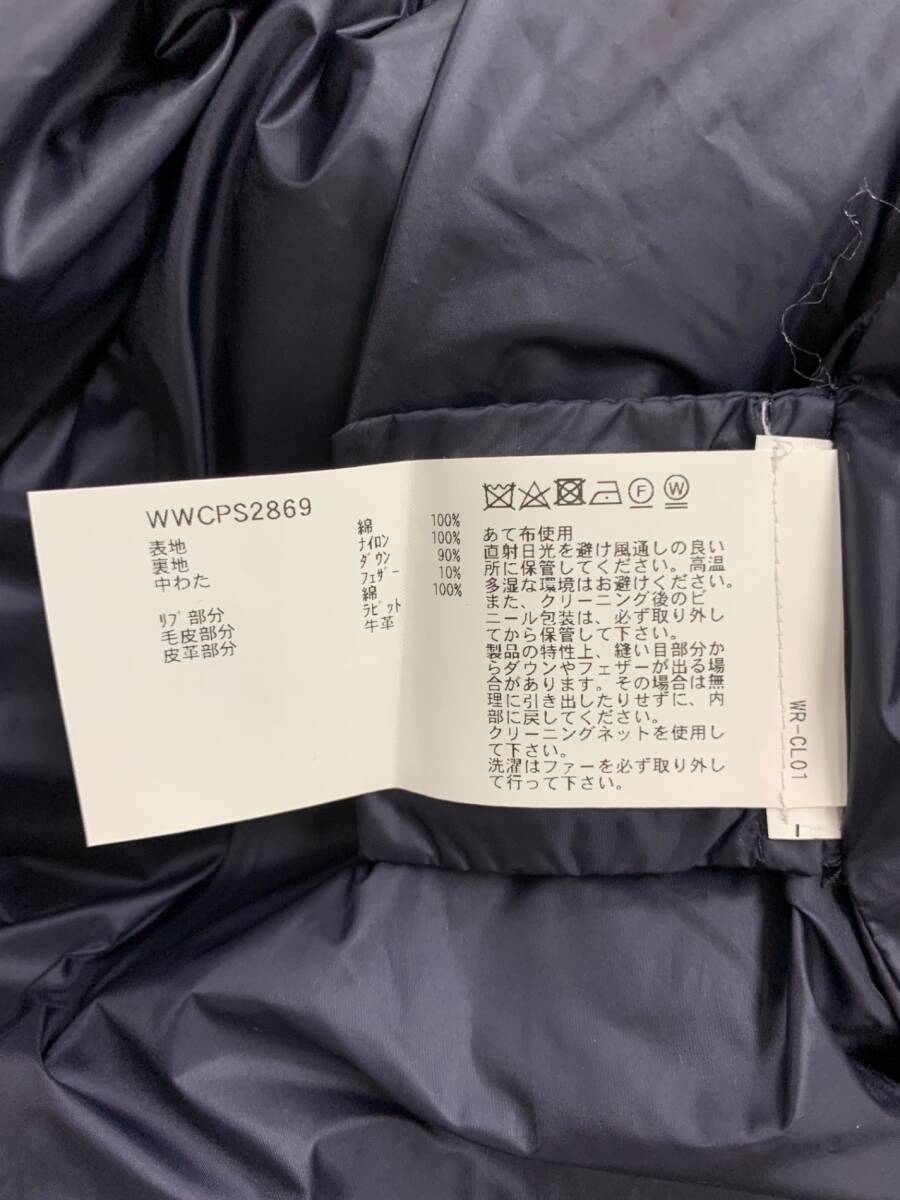 WWCPS2869
表地 綿 100%
裏地 ﾅｲﾛﾝ 100%
中わた ﾀﾞｳﾝ 90%
ﾌｪｻﾞｰ 10%
ﾘﾌﾞ部分 綿 100%
毛皮部分 ﾗﾋﾞｯﾄ
皮革部分 牛革
F W
あて布使用
直射日光を避け風通しの良い
所に保管してください。高温
多湿な環境はお避けください。
また、クリーニング後のビ
ニール包装は、必ず取り外し
てから保管して下さい。
製品の特性上、縫い目部分か
らダウンやフェザーが出る場
合があります。その場合は無
理に引き出したりせずに、内
部に戻してください。
クリーニングネットを使用し
て下さい。
洗濯はファーを必ず取り外し
て行って下さい。
WR-CL01